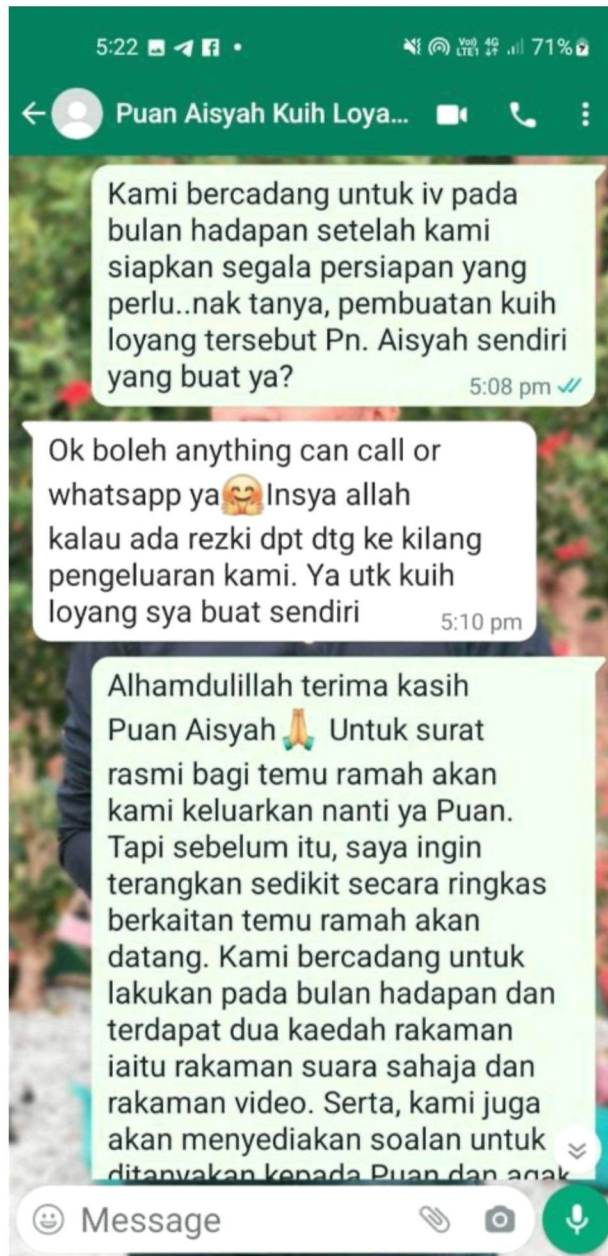 5:22 71%
Puan Aisyah Kuih Loya...
Kami bercadang untuk iv pada
bulan hadapan setelah kami
siapkan segala persiapan yang
perlu..nak tanya, pembuatan kuih
loyang tersebut Pn. Aisyah sendiri
yang buat ya?
5:08 pm
Ok boleh anything can call or
whatsapp ya🤗Insya allah
kalau ada rezki dpt dtg ke kilang
pengeluaran kami. Ya utk kuih
loyang sya buat sendiri
5:10 pm
Alhamdulillah terima kasih
Puan Aisyah🙏 Untuk surat
rasmi bagi temu ramah akan
kami keluarkan nanti ya Puan.
Tapi sebelum itu, saya ingin
terangkan sedikit secara ringkas
berkaitan temu ramah akan
datang. Kami bercadang untuk
lakukan pada bulan hadapan dan
terdapat dua kaedah rakaman
iaitu rakaman suara sahaja dan
rakaman video. Serta, kami juga
akan menyediakan soalan untuk
ditanyakan kepada Puan dan agak
Message